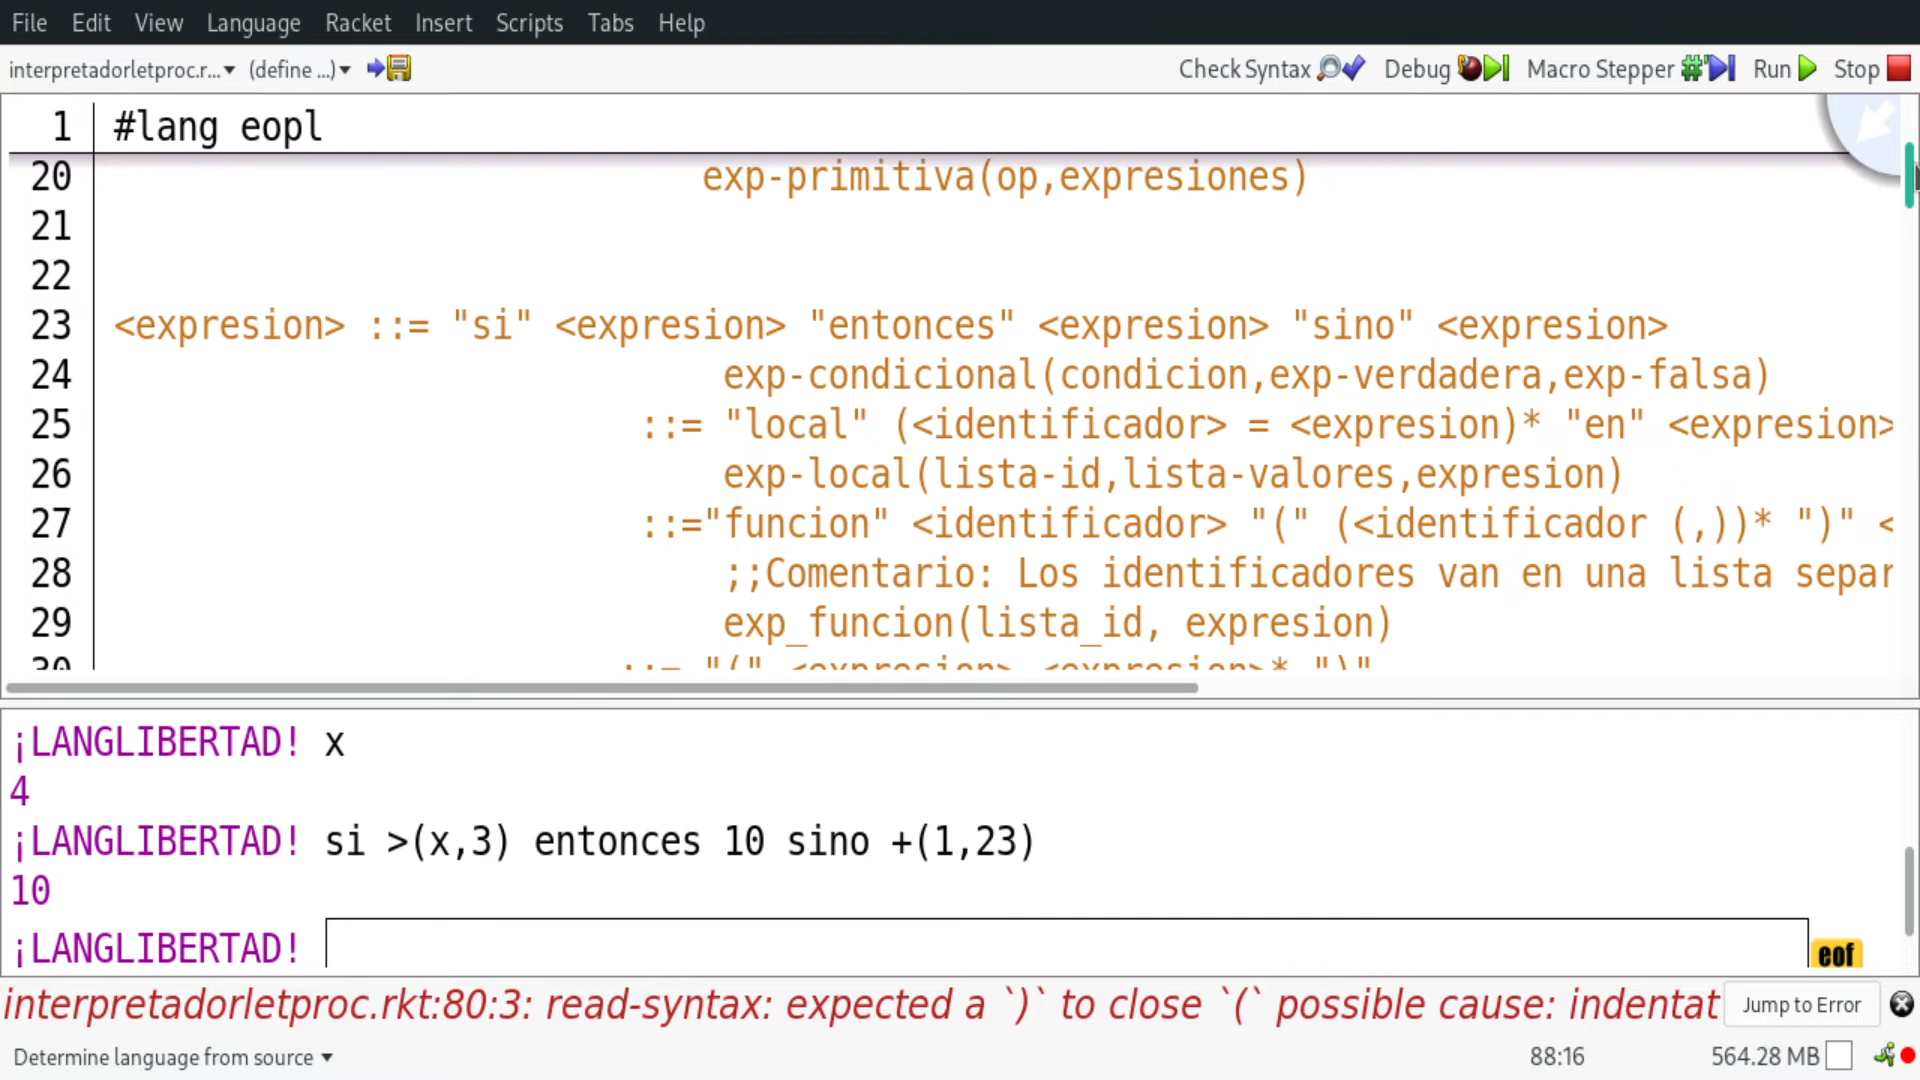 File Edit View Language Racket Insert Scripts Tabs Help
interpretadorletproc.r... (define ...) Check Syntax Debug Macro Stepper Run Stop
1 #lang eopl
20 exp-primitiva(op,expresiones)
21
22
23 <expresion> ::= "si" <expresion> "entonces" <expresion> "sino" <expresion>
24 exp-condicional(condicion,exp-verdadera,exp-falsa)
25 ::= "local" (<identificador> = <expresion)* "en" <expresion>
26 exp-local(lista-id,lista-valores,expresion)
27 ::="funcion" <identificador> "(" (<identificador (,))* ")" <
28 ;;Comentario: Los identificadores van en una lista separ
29 exp_funcion(lista_id, expresion)
30 ::= "(" <expresion> <expresion>* ")"
¡LANGLIBERTAD! x
4
¡LANGLIBERTAD! si >(x,3) entonces 10 sino +(1,23)
10
¡LANGLIBERTAD!
eof
interpretadorletproc.rkt:80:3: read-syntax: expected a `)` to close `(` possible cause: indentat Jump to Error
Determine language from source 88:16 564.28 MB